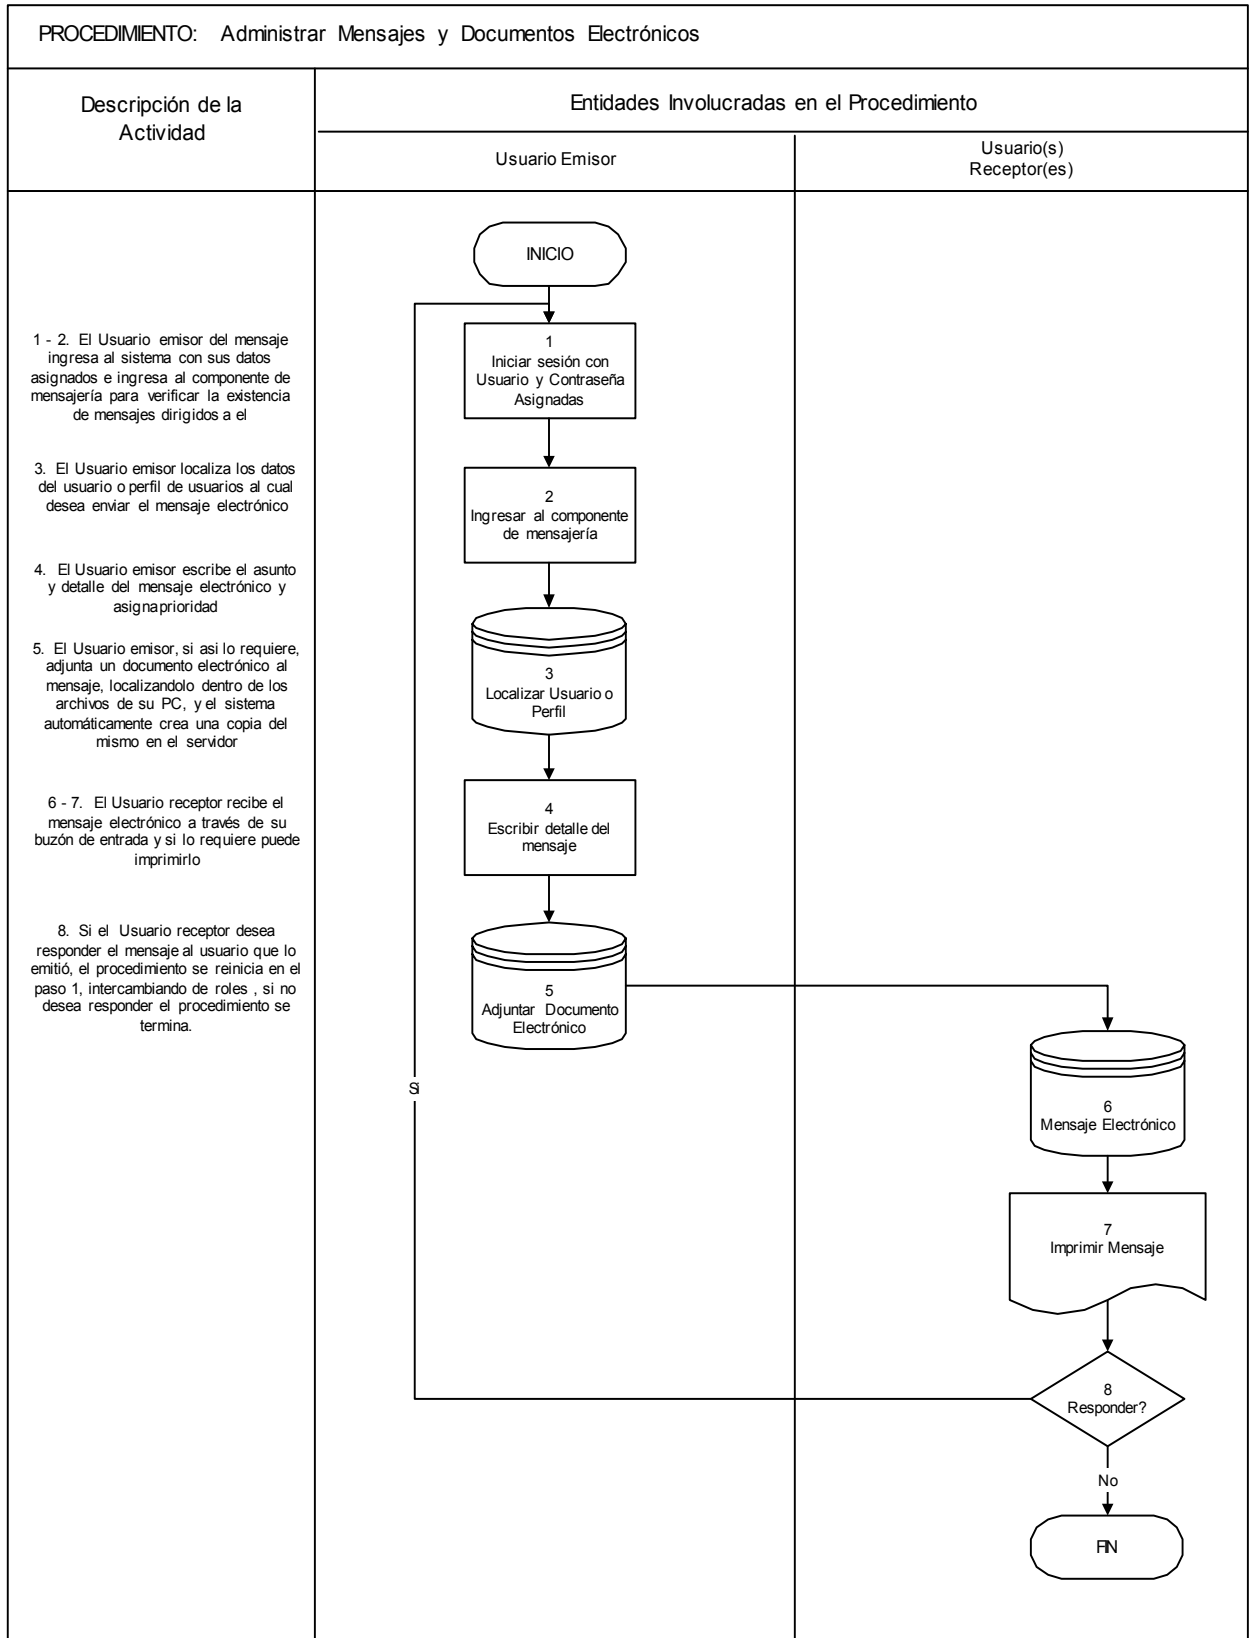 PROCEDIMIENTO: Administrar Mensajes y Documentos Electrónicos
Descripción de la
Actividad
Entidades Involucradas en el Procedimiento
Usuario Emisor
Usuario(s)
Receptor(es)
1 - 2. El Usuario emisor del mensaje
ingresa al sistema con sus datos
asignados e ingresa al componente de
mensajería para verificar la existencia
de mensajes dirigidos a el
3. El Usuario emisor localiza los datos
del usuario o perfil de usuarios al cual
desea enviar el mensaje electrónico
4. El Usuario emisor escribe el asunto
y detalle del mensaje electrónico y
asigna prioridad
5. El Usuario emisor, si asi lo requiere,
adjunta un documento electrónico al
mensaje, localizandolo dentro de los
archivos de su PC, y el sistema
automáticamente crea una copia del
mismo en el servidor
6 - 7. El Usuario receptor recibe el
mensaje electrónico a través de su
buzón de entrada y si lo requiere puede
imprimirlo
8. Si el Usuario receptor desea
responder el mensaje al usuario que lo
emitió, el procedimiento se reinicia en el
paso 1, intercambiando de roles , si no
desea responder el procedimiento se
termina.
INICIO
1
Iniciar sesión con
Usuario y Contraseña
Asignadas
2
Ingresar al componente
de mensajería
3
Localizar Usuario o
Perfil
4
Escribir detalle del
mensaje
5
Adjuntar Documento
Electrónico
Si
6
Mensaje Electrónico
7
Imprimir Mensaje
8
Responder?
No
FIN